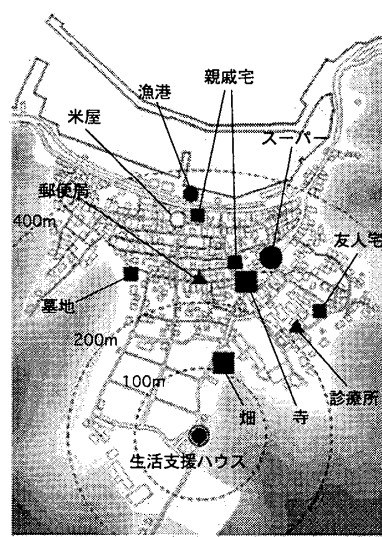 親戚宅
漁港
米屋
スーパー
郵便局
400m
友人宅
墓地
200m
100m
診療所
畑
寺
生活支援ハウス